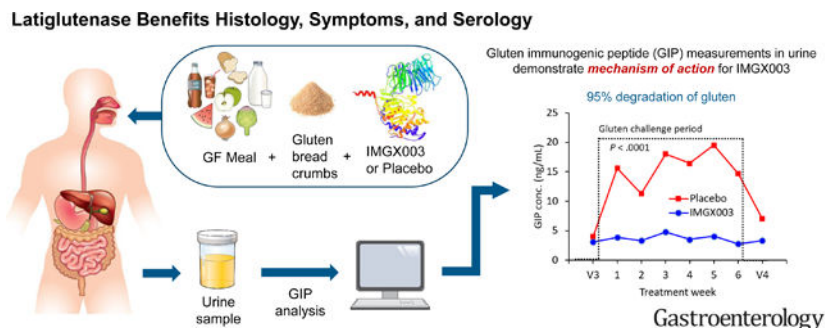 Latiglutenase Benefits Histology, Symptoms, and Serology
GF Meal + Gluten bread crumbs + IMGX003 or Placebo
Urine sample
GIP analysis
Gluten immunogenic peptide (GIP) measurements in urine
demonstrate mechanism of action for IMGX003
95% degradation of gluten
Gluten challenge period
P < .0001
GIP conc. (ng/mL)
25
20
15
10
5
0
Placebo
IMGX003
V3 1 2 3 4 5 6 V4
Treatment week
Gastroenterology